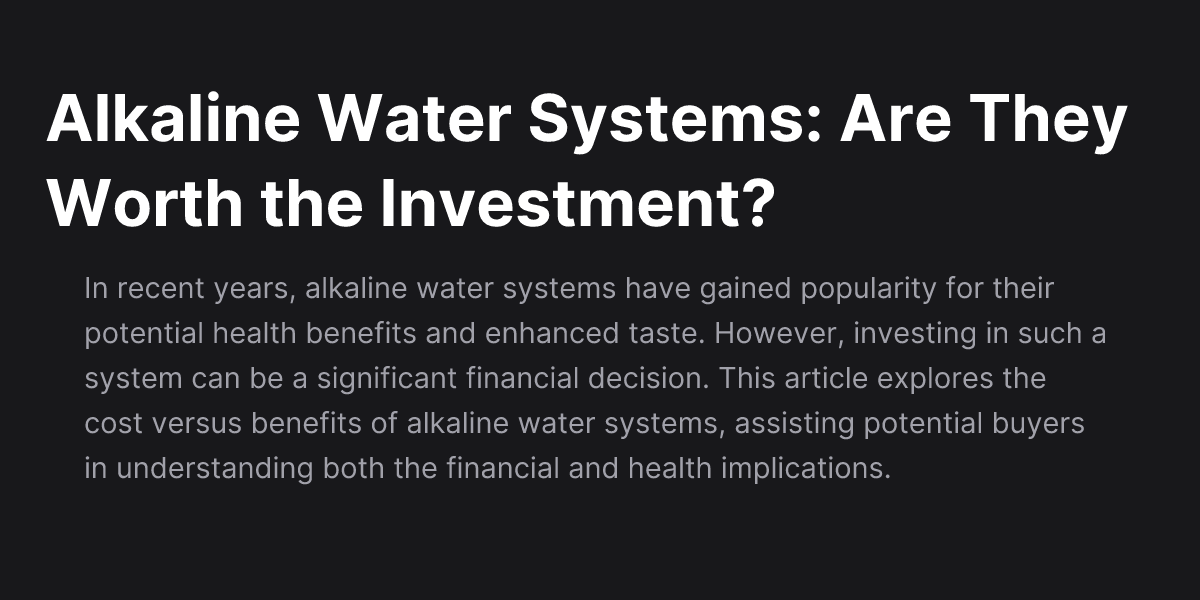 Alkaline Water Systems: Are They
Worth the Investment?
In recent years, alkaline water systems have gained popularity for their
potential health benefits and enhanced taste. However, investing in such a
system can be a significant financial decision. This article explores the
cost versus benefits of alkaline water systems, assisting potential buyers
in understanding both the financial and health implications.